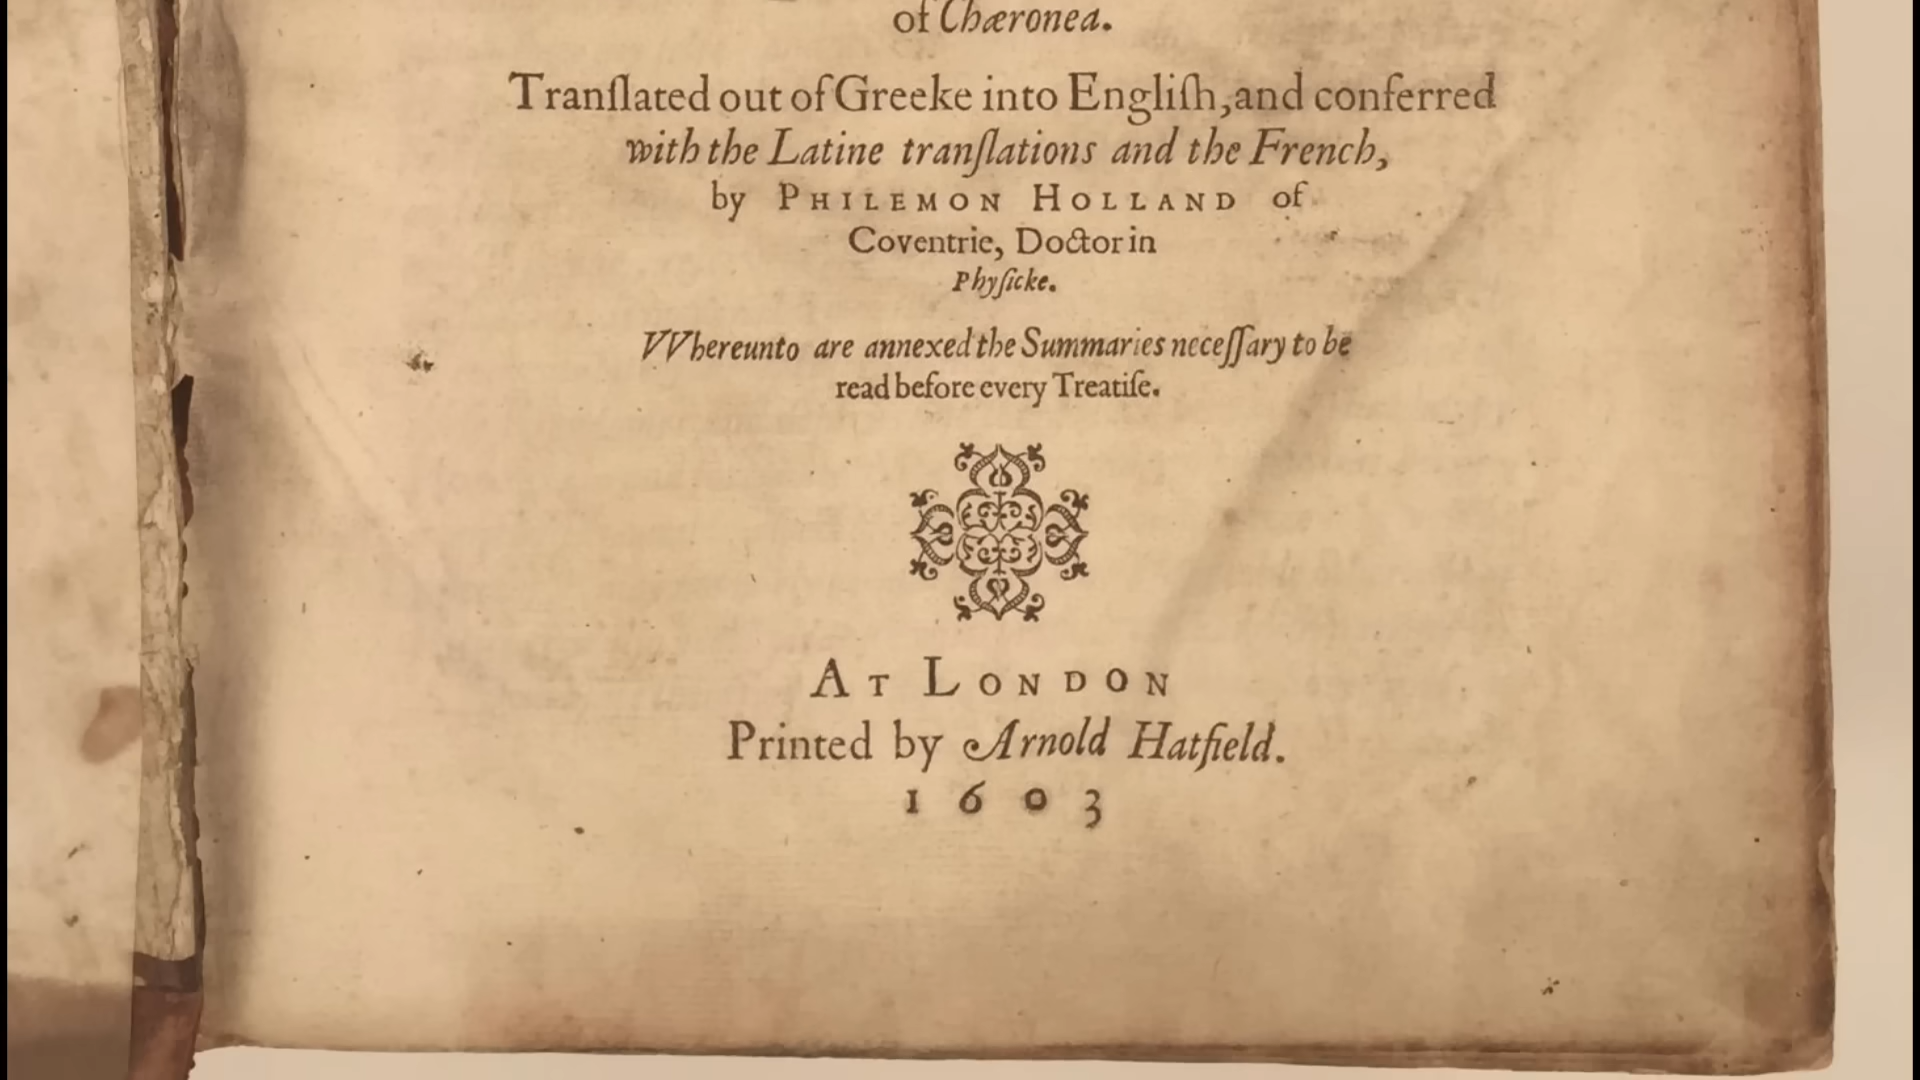 of Chæronea.
Tranſlated out of Greeke into Engliſh, and conferred
with the Latine tranſlations and the French,
by PHILEMON HOLLAND of
Coventrie, Doctor in
Phyſicke.
VVhereunto are annexed the Summaries neceſſary to be
read before every Treatiſe.
AT LONDON
Printed by Arnold Hatfield.
1603